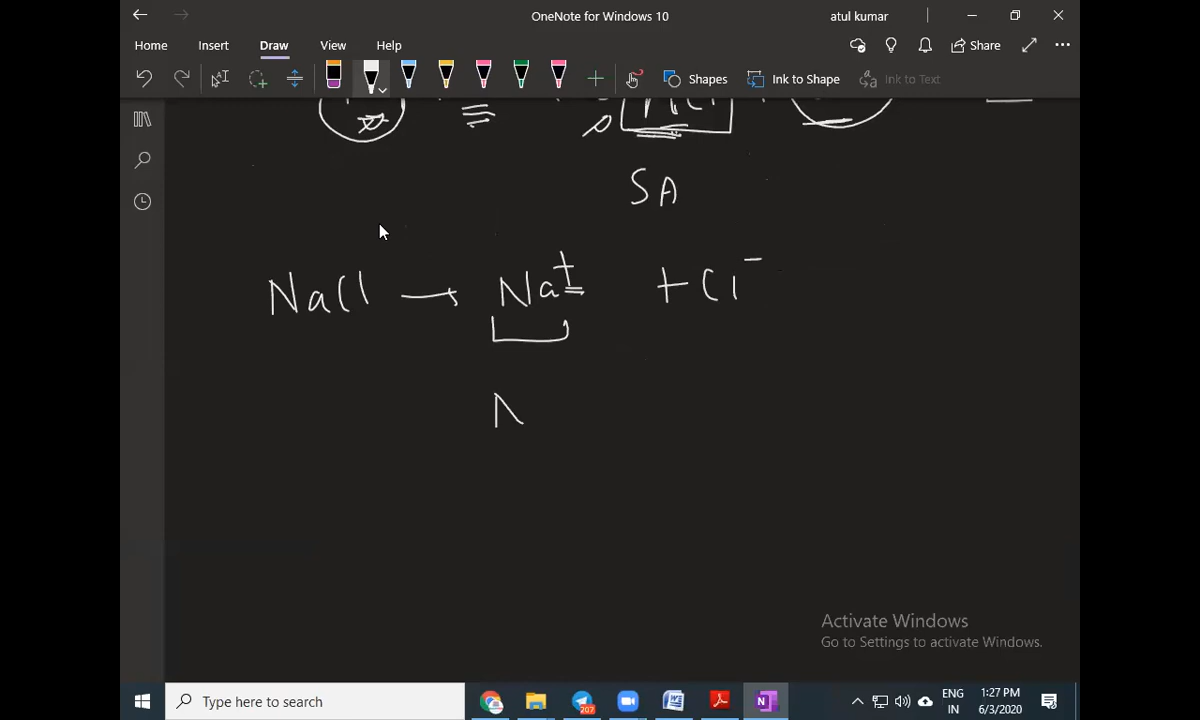 OneNote for Windows 10
atul kumar
Home Insert Draw View Help
Share
Shapes Ink to Shape Ink to Text
SA
NaCl → Na⁺ + Cl⁻
N
Activate Windows
Go to Settings to activate Windows.
Type here to search
207
ENG
IN
1:27 PM
6/3/2020